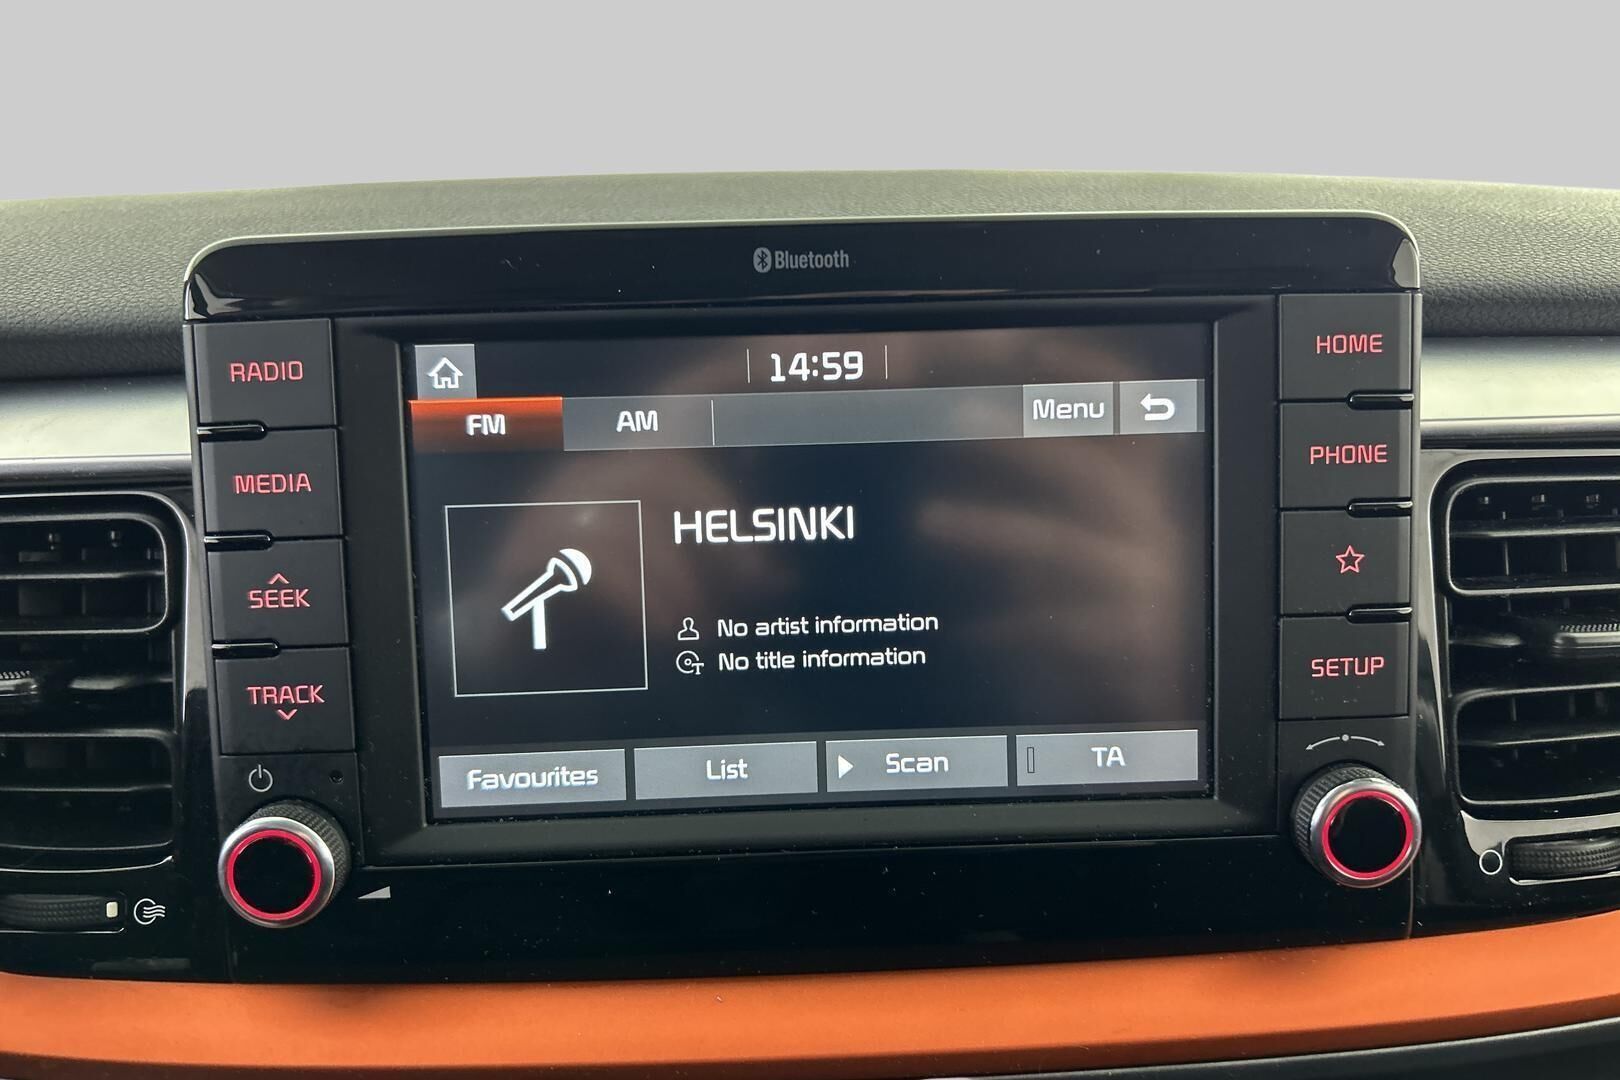 Bluetooth
RADIO
MEDIA
SEEK
TRACK
14:59
FM
AM
Menu
HELSINKI
No artist information
No title information
Favourites
List
Scan
TA
HOME
PHONE
SETUP